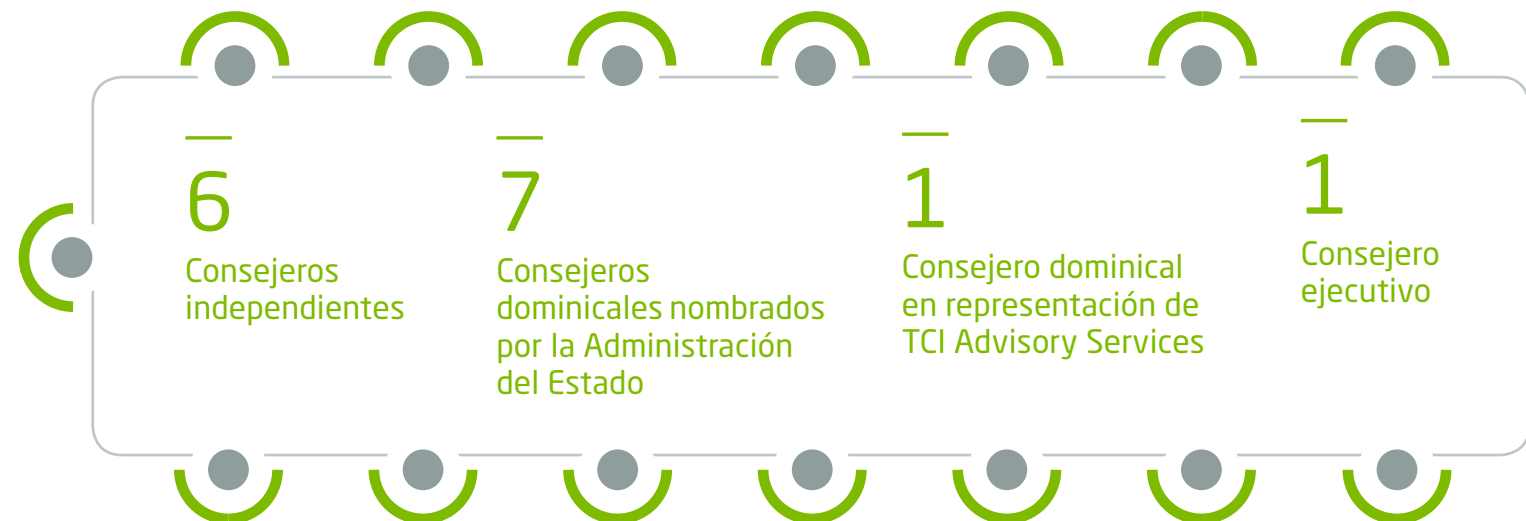 6
Consejeros
independientes
7
Consejeros
dominicales nombrados
por la Administración
del Estado
1
Consejero dominical
en representación de
TCI Advisory Services
1
Consejero
ejecutivo